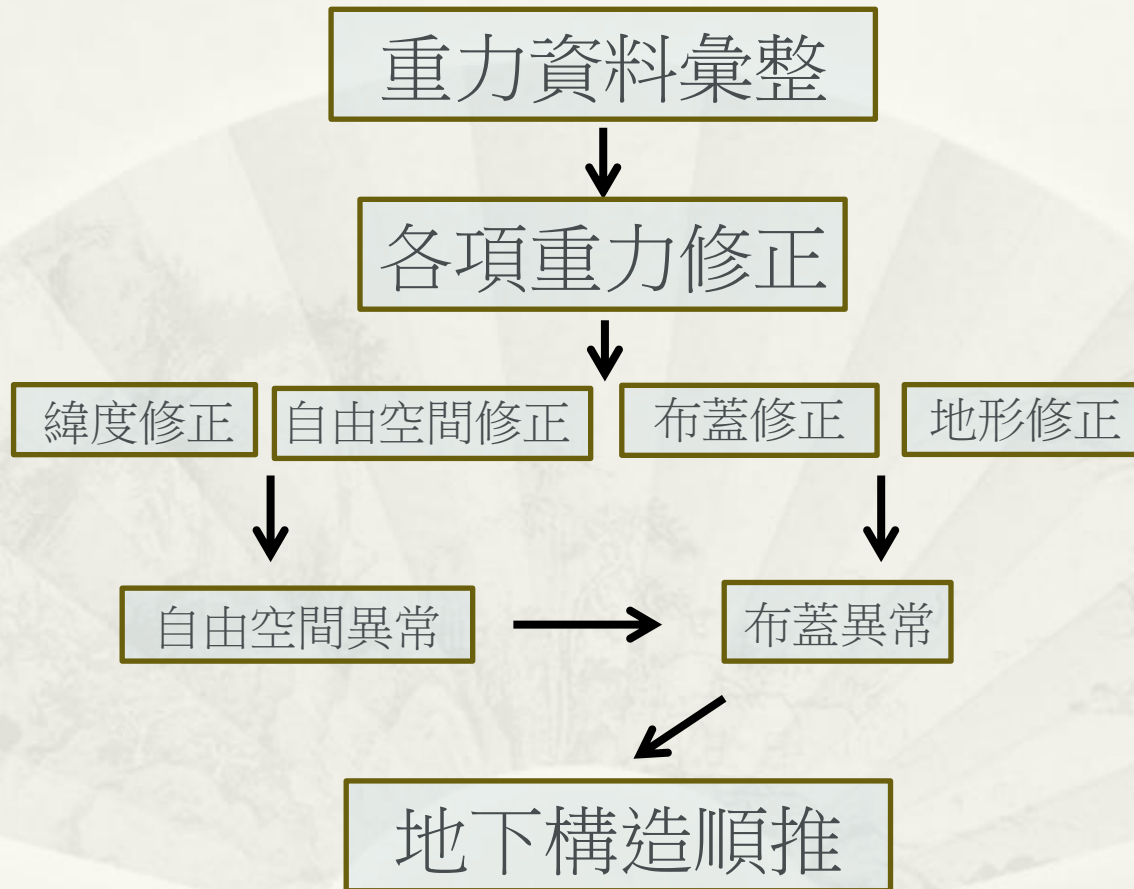 重力資料彙整
各項重力修正
緯度修正
自由空間修正
布蓋修正
地形修正
自由空間異常
布蓋異常
地下構造順推